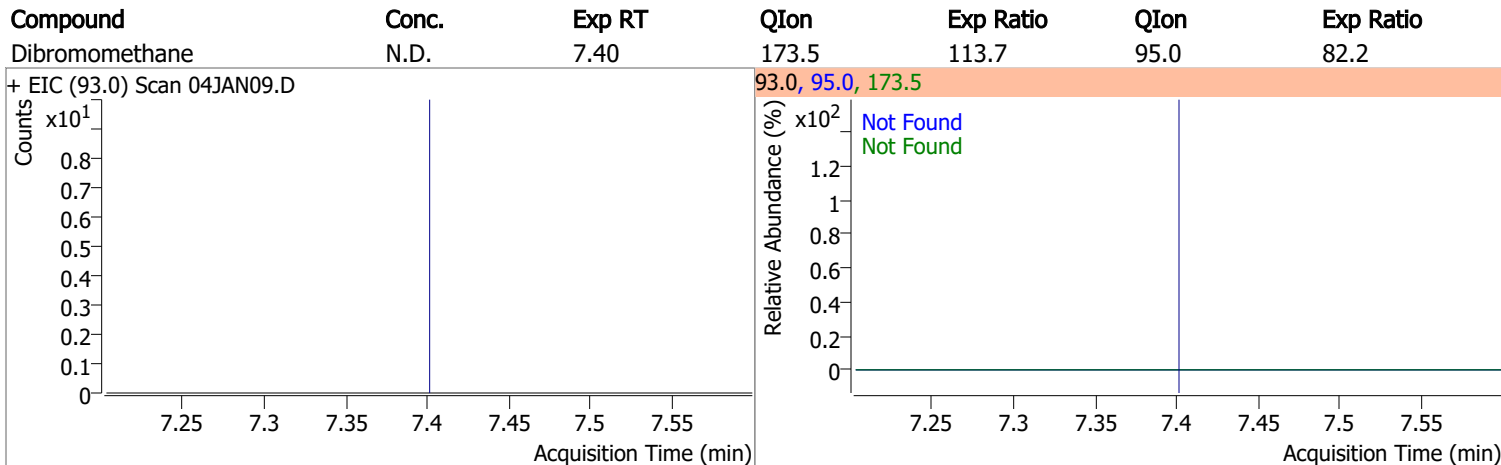 Compound Conc. Exp RT QIon Exp Ratio QIon Exp Ratio
Dibromomethane N.D. 7.40 173.5 113.7 95.0 82.2
+ EIC (93.0) Scan 04JAN09.D
Counts
x10¹
0.8
0.7
0.6
0.5
0.4
0.3
0.2
0.1
0
7.25 7.3 7.35 7.4 7.45 7.5 7.55
Acquisition Time (min)
93.0, 95.0, 173.5
Relative Abundance (%)
x10²
Not Found
Not Found
1.2
1
0.8
0.6
0.4
0.2
0
7.25 7.3 7.35 7.4 7.45 7.5 7.55
Acquisition Time (min)